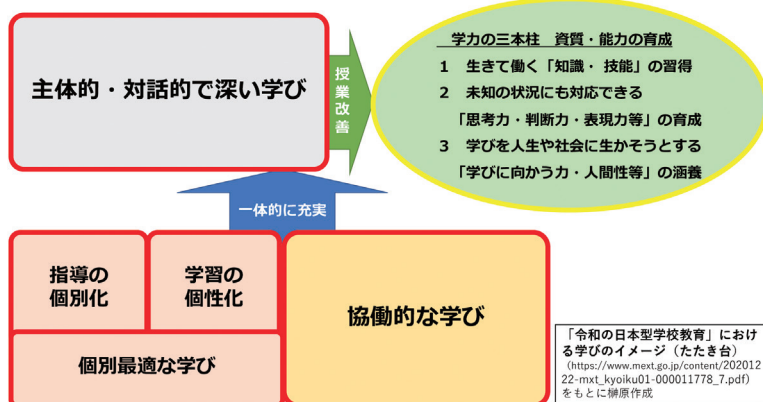 主体的・対話的で深い学び
授業改善
学力の三本柱 資質・能力の育成
1 生きて働く「知識・ 技能」の習得
2 未知の状況にも対応できる
「思考力・判断力・表現力等」の育成
3 学びを人生や社会に生かそうとする
「学びに向かう力・人間性等」の涵養
一体的に充実
指導の
個別化
学習の
個性化
個別最適な学び
協働的な学び
「令和の日本型学校教育」におけ
る学びのイメージ（たたき台）
（https://www.mext.go.jp/content/202012
22-mxt_kyoiku01-000011778_7.pdf）
をもとに榊原作成